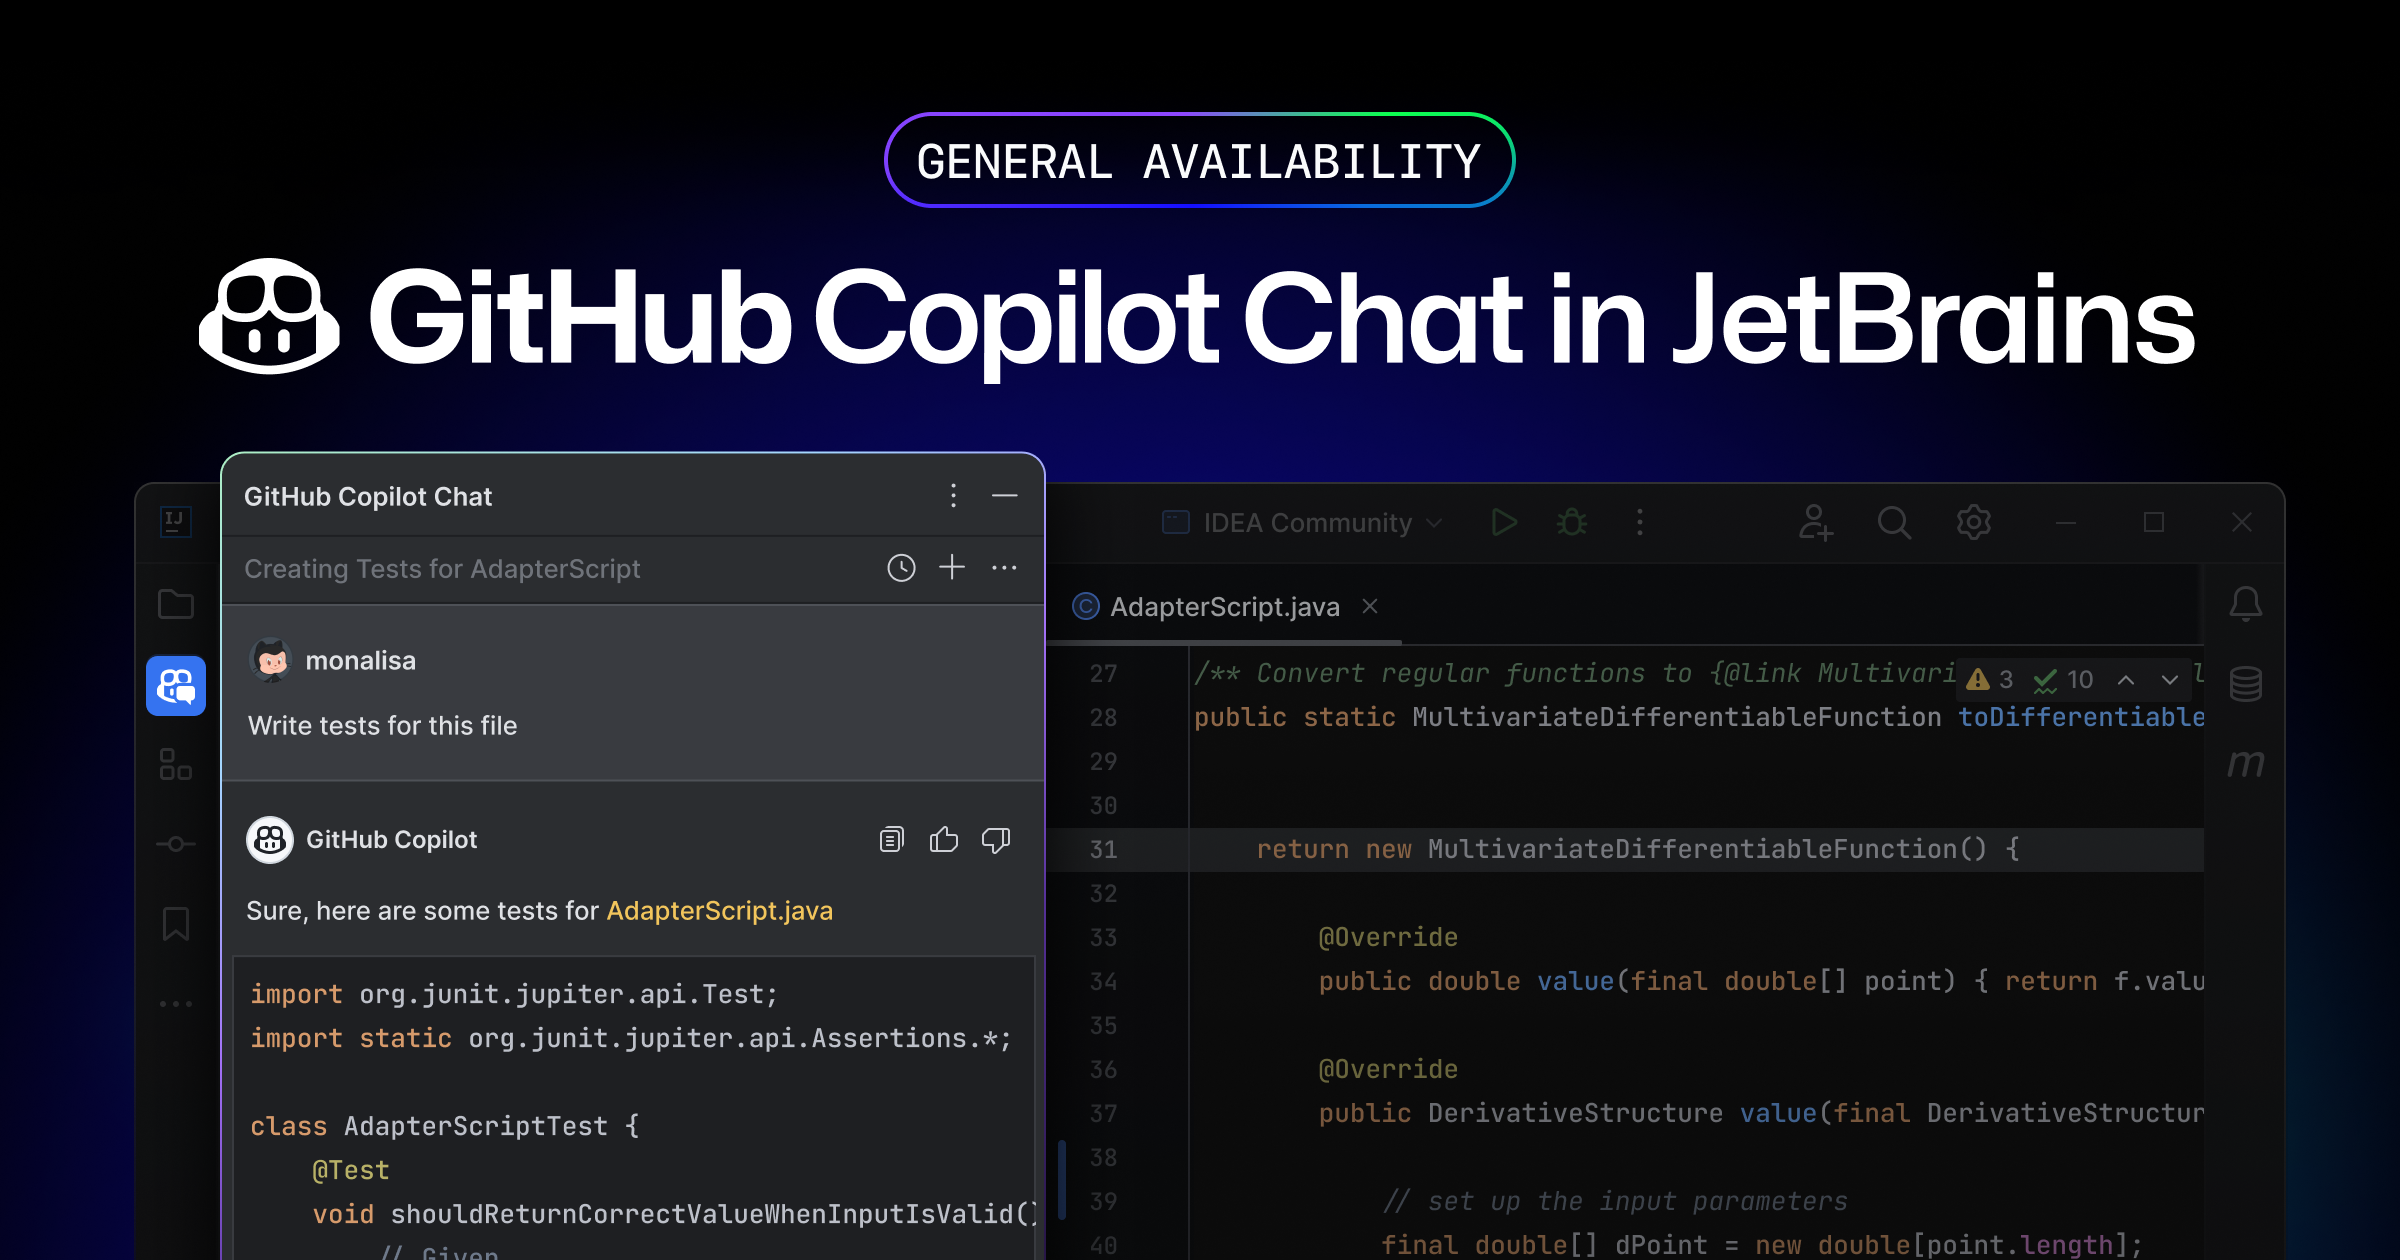 GENERAL AVAILABILITY
GitHub Copilot Chat in JetBrains
GitHub Copilot Chat
Creating Tests for AdapterScript
monalisa
Write tests for this file
GitHub Copilot
Sure, here are some tests for AdapterScript.java
import org.junit.jupiter.api.Test;
import static org.junit.jupiter.api.Assertions.*;
class AdapterScriptTest {
@Test
void shouldReturnCorrectValueWhenInputIsValid()
// Given
IJ
IDEA Community
C AdapterScript.java
3 10
27 /** Convert regular functions to {@link Multivari
28 public static MultivariateDifferentiableFunction toDifferentiable
29
30
31 return new MultivariateDifferentiableFunction() {
32
33 @Override
34 public double value(final double[] point) { return f.valu
35
36 @Override
37 public DerivativeStructure value(final DerivativeStructur
38
39 // set up the input parameters
40 final double[] dPoint = new double[point.length];
m